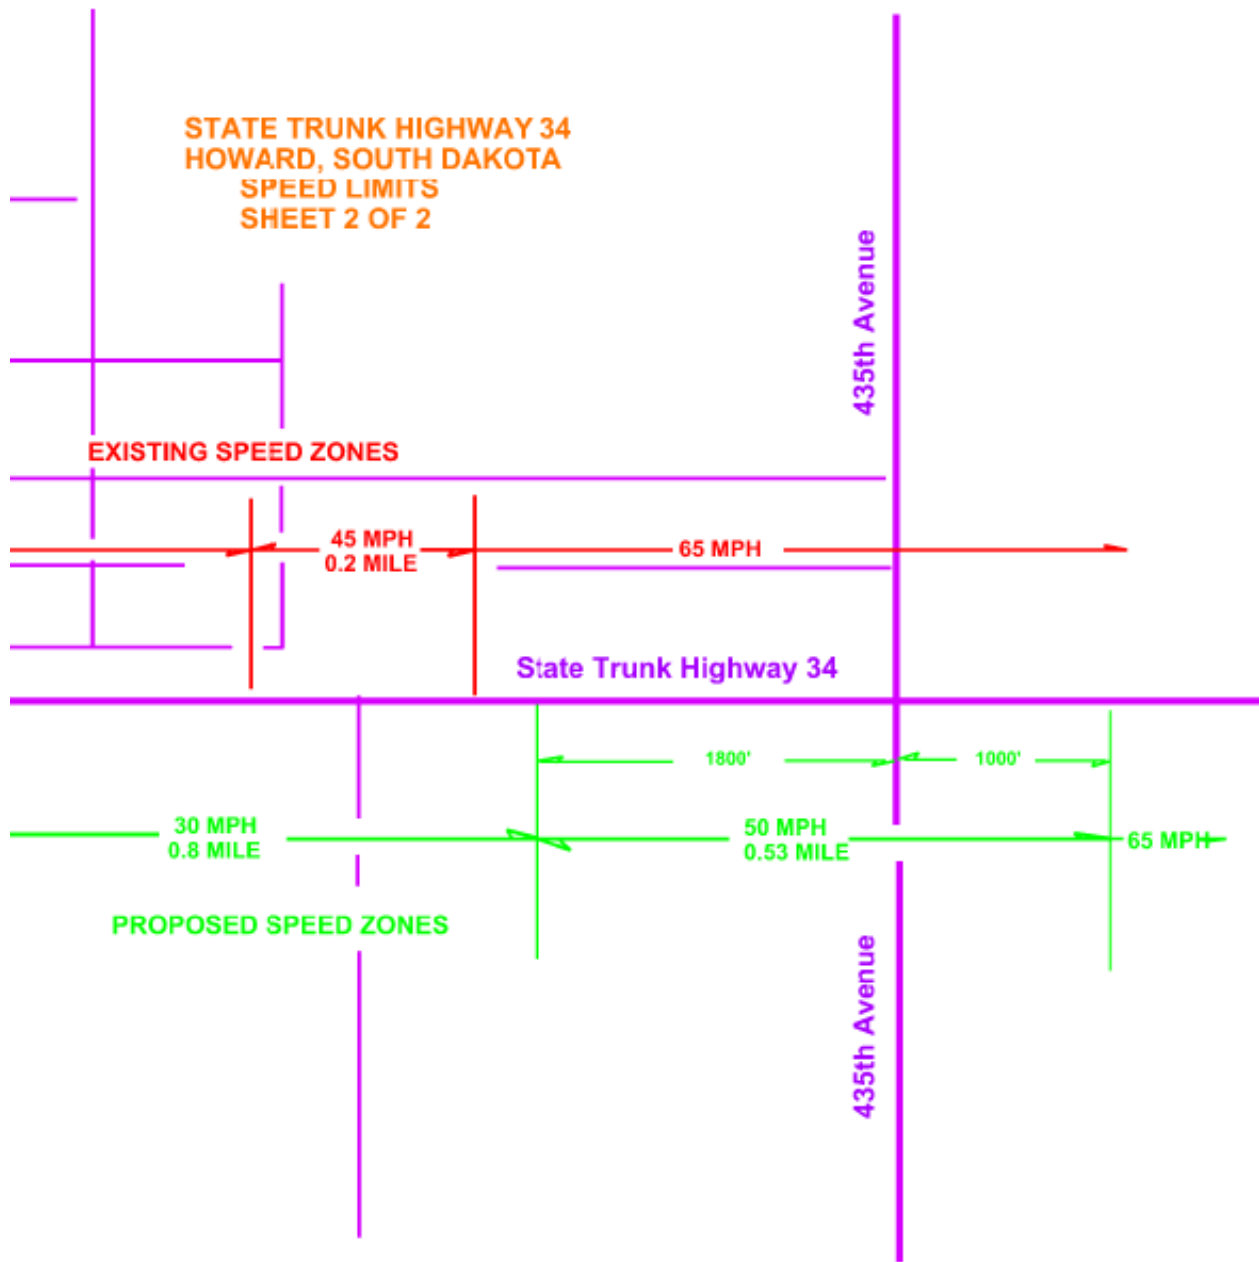 STATE TRUNK HIGHWAY 34
HOWARD, SOUTH DAKOTA
SPEED LIMITS
SHEET 2 OF 2
435th Avenue
EXISTING SPEED ZONES
45 MPH
0.2 MILE
65 MPH
State Trunk Highway 34
1800'
1000'
30 MPH
0.8 MILE
50 MPH
0.53 MILE
65 MPH
PROPOSED SPEED ZONES
435th Avenue